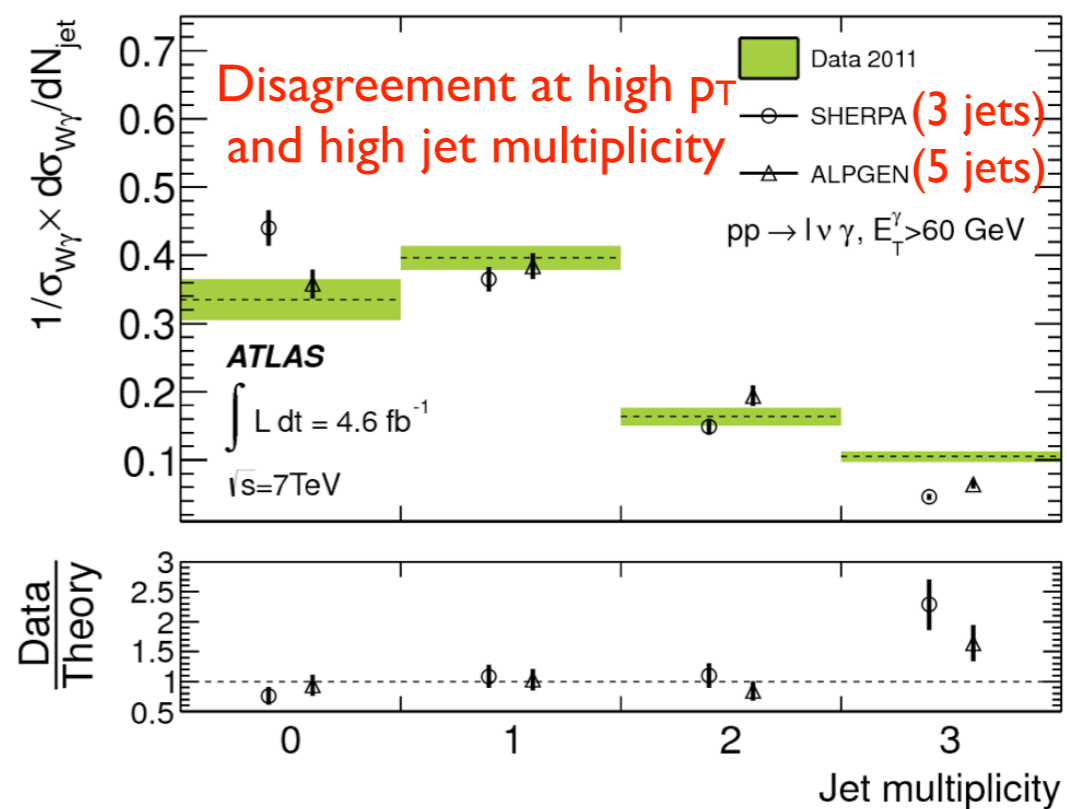 1/σ_Wγ × dσ_Wγ/dN_jet
0.7
0.6
0.5
0.4
0.3
0.2
0.1
Disagreement at high pT
and high jet multiplicity
Data 2011
SHERPA (3 jets)
ALPGEN (5 jets)
pp → l ν γ, E_T^γ>60 GeV
ATLAS
∫ L dt = 4.6 fb⁻¹
√s=7TeV
Data
Theory
3
2.5
2
1.5
1
0.5
0 1 2 3
Jet multiplicity